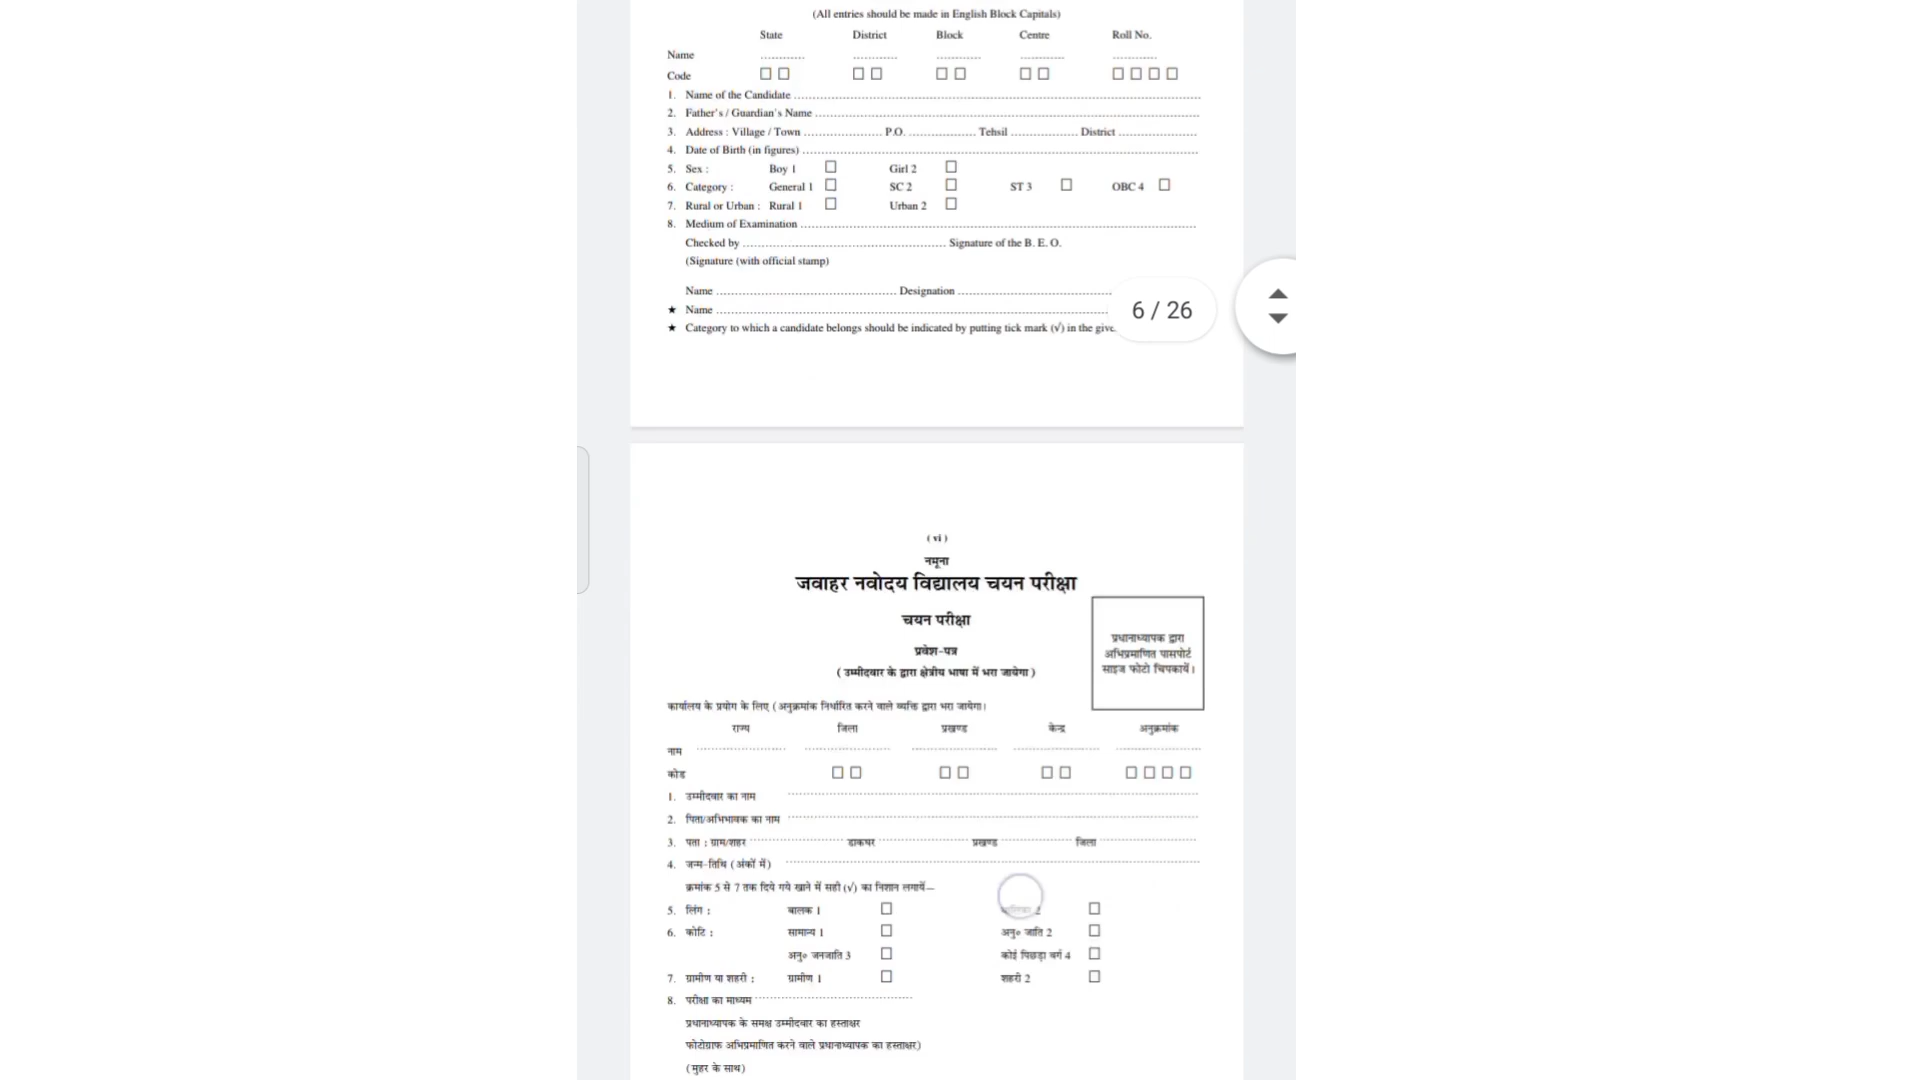 (All entries should be made in English Block Capitals)
State District Block Centre Roll No.
Name ............. ............. ............. ............. .............
Code □ □ □ □ □ □ □ □ □ □ □ □
1. Name of the Candidate ..........
2. Father's / Guardian's Name ..........
3. Address : Village / Town .......... P.O. .......... Tehsil .......... District ..........
4. Date of Birth (in figures) ..........
5. Sex : Boy 1 □ Girl 2 □
6. Category : General 1 □ SC 2 □ ST 3 □ OBC 4 □
7. Rural or Urban : Rural 1 □ Urban 2 □
8. Medium of Examination ..........
Checked by .......... Signature of the B. E. O.
(Signature (with official stamp)
Name .......... Designation ..........
★ Name ..........
★ Category to which a candidate belongs should be indicated by putting tick mark (√) in the
6 / 26
( vi )
नमूना
जवाहर नवोदय विद्यालय चयन परीक्षा
चयन परीक्षा
प्रवेश-पत्र
( उम्मीदवार के द्वारा क्षेत्रीय भाषा में भरा जायेगा )
प्रधानाध्यापक द्वारा
अभिप्रमाणित पासपोर्ट
साइज फोटो चिपकायें।
कार्यालय के प्रयोग के लिए (अनुक्रमांक निर्धारित करने वाले व्यक्ति द्वारा भरा जायेगा।
राज्य जिला प्रखण्ड केन्द्र अनुक्रमांक
नाम .......... .......... .......... .......... ..........
कोड □ □ □ □ □ □ □ □ □ □
1. उम्मीदवार का नाम ..........
2. पिता/अभिभावक का नाम ..........
3. पता : ग्राम/शहर .......... डाकघर .......... प्रखण्ड .......... जिला ..........
4. जन्म-तिथि (अंकों में) ..........
क्रमांक 5 से 7 तक दिये गये खाने में सही (√) का निशान लगायें—
5. लिंग : बालक 1 □ बालिका 2 □
6. कोटि : सामान्य 1 □ अनु० जाति 2 □
अनु० जनजाति 3 □ कोई पिछड़ा वर्ग 4 □
7. ग्रामीण या शहरी : ग्रामीण 1 □ शहरी 2 □
8. परीक्षा का माध्यम ..........
प्रधानाध्यापक के समक्ष उम्मीदवार का हस्ताक्षर
फोटोग्राफ अभिप्रमाणित करने वाले प्रधानाध्यापक का हस्ताक्षर)
(मुहर के साथ)